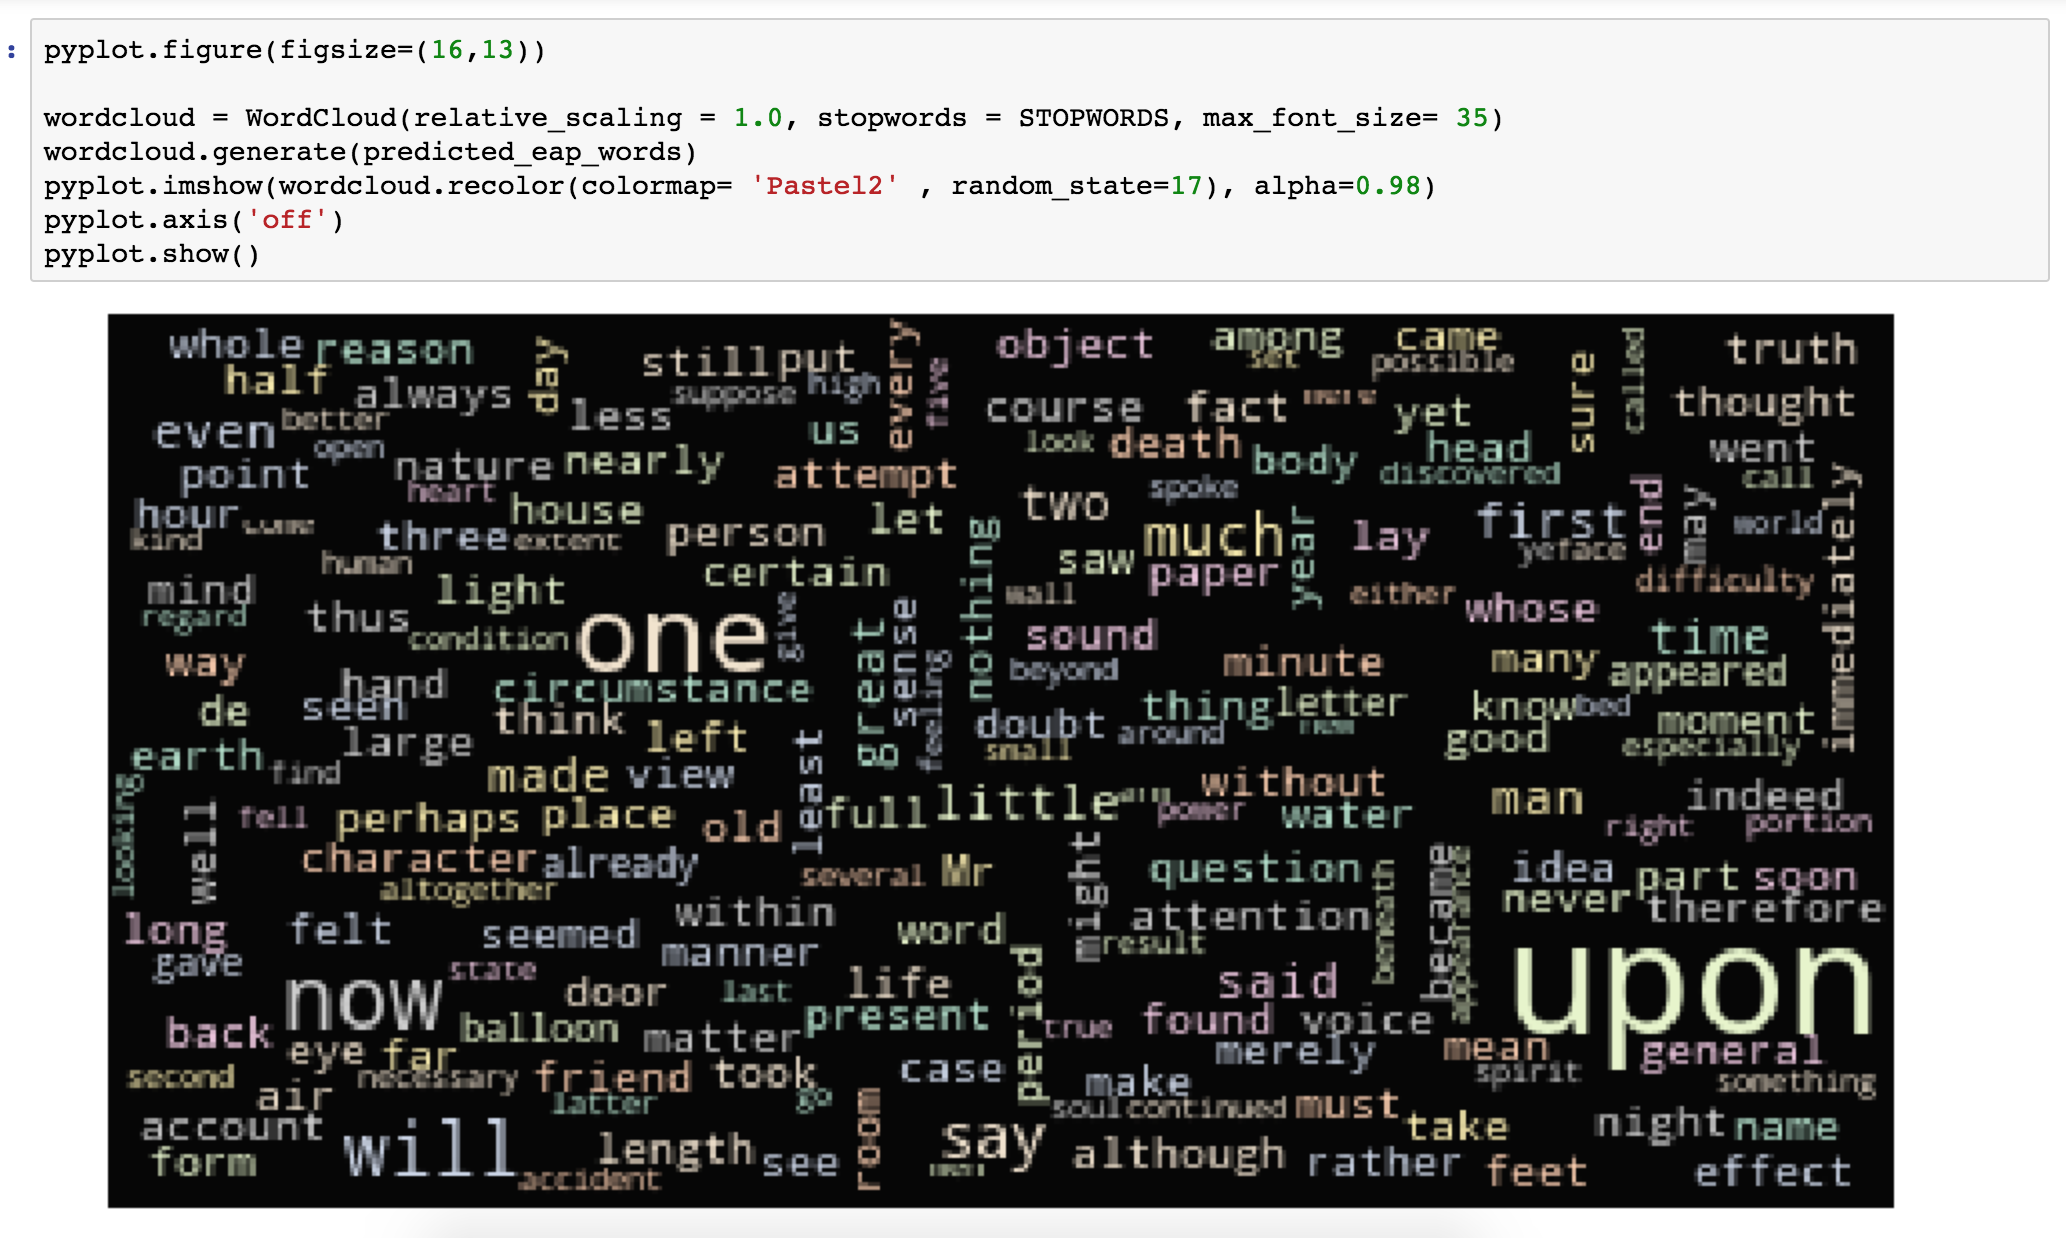 :
pyplot.figure(figsize=(16,13))
wordcloud = WordCloud(relative_scaling = 1.0, stopwords = STOPWORDS, max_font_size= 35)
wordcloud.generate(predicted_eap_words)
pyplot.imshow(wordcloud.recolor(colormap= 'Pastel2' , random_state=17), alpha=0.98)
pyplot.axis('off')
pyplot.show()
whole reason day still put every object among came called truth
half always suppose high five set possible sure thought
even better less us course fact yet
open look death head went
point nature nearly attempt body discovered call
heart spoke
hour house let two first end may world immediately
kind three extent person nothing much year lay yeface
human certain saw paper
mind light wall either difficulty
regard thus condition one give great sense sound whose time
way beyond minute many appeared
hand circumstance feeling
de seen think thing letter know bed moment
left doubt around good especially
earth large small
looking find made view least without man indeed
well fell perhaps place old full little power water right portion
character already several Mr might question beneath became appearance idea part soon
altogether never therefore
long felt seemed within word attention
gave manner period result upon
now state door last life said
back balloon matter present true found voice
eye far merely mean general
second necessary friend took case make spirit something
air latter go room soul continued must
account will length say take night name
form accident see although rather feet effect